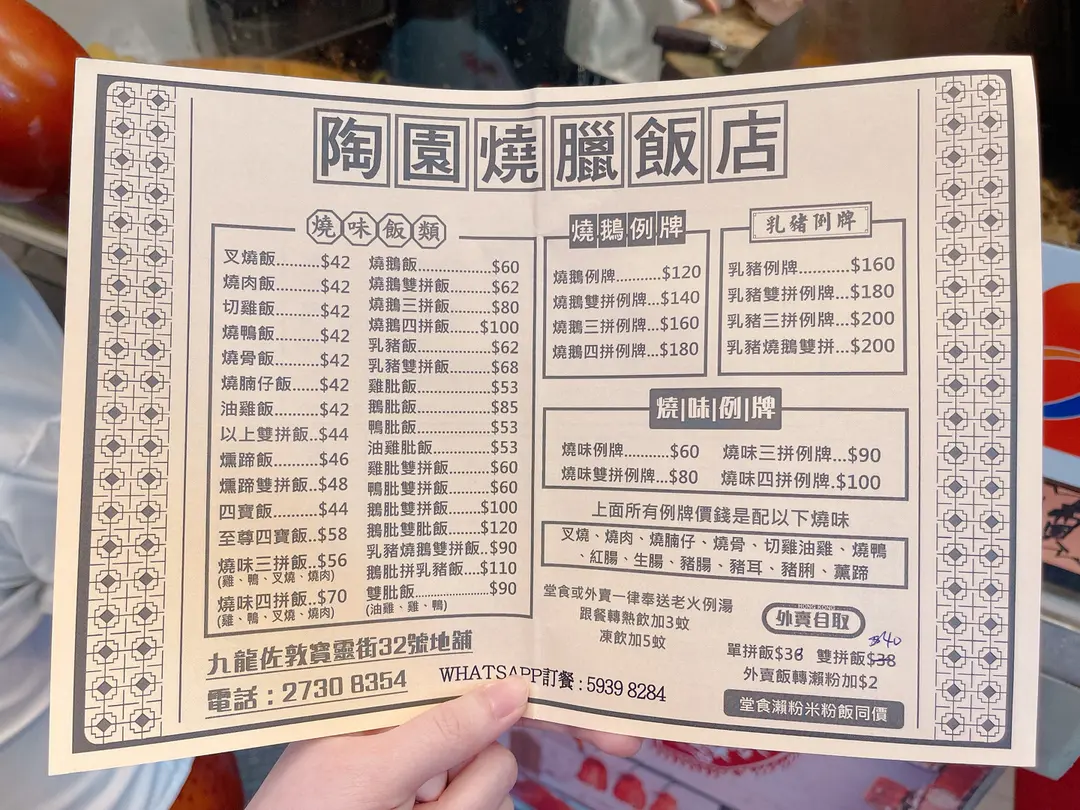 陶園燒臘飯店
燒味飯類
叉燒飯..........$42
燒肉飯..........$42
切雞飯..........$42
燒鴨飯..........$42
燒骨飯..........$42
燒腩仔飯.......$42
油雞飯..........$42
以上雙拼飯..$44
燻蹄飯..........$46
燻蹄雙拼飯..$48
四寶飯..........$44
至尊四寶飯..$58
燒味三拼飯..$56
(雞、鴨、叉燒、燒肉)
燒味四拼飯..$70
(雞、鴨、叉燒、燒肉)
燒鵝飯..............$60
燒鵝雙拼飯........$62
燒鵝三拼飯........$80
燒鵝四拼飯......$100
乳豬飯..............$62
乳豬雙拼飯........$68
雞肶飯..............$53
鵝肶飯..............$85
鴨肶飯..............$53
油雞肶飯...........$53
雞肶雙拼飯........$60
鴨肶雙拼飯........$60
鵝肶雙拼飯......$100
鵝肶雙肶飯......$120
乳豬燒鵝雙拼飯..$90
鵝肶拼乳豬飯....$110
雙肶飯..............$90
(油雞、雞、鴨)
燒鵝例牌
燒鵝例牌..........$120
燒鵝雙拼例牌...$140
燒鵝三拼例牌...$160
燒鵝四拼例牌...$180
乳豬例牌
乳豬例牌...........$160
乳豬雙拼例牌....$180
乳豬三拼例牌....$200
乳豬燒鵝雙拼...$200
燒|味|例|牌
燒味例牌...........$60
燒味雙拼例牌...$80
燒味三拼例牌...$90
燒味四拼例牌.$100
上面所有例牌價錢是配以下燒味
叉燒、燒肉、燒腩仔、燒骨、切雞油雞、燒鴨
、紅腸、生腸、豬腸、豬耳、豬脷、薰蹄
堂食或外賣一律奉送老火例湯
跟餐轉熱飲加3蚊
凍飲加5蚊
HONG KONG
外賣自取
$40
單拼飯$38 雙拼飯$38
外賣飯轉瀨粉加$2
堂食瀨粉米粉飯同價
九龍佐敦寶靈街32號地舖
電話:2730 8354
WHATSAPP訂餐:5939 8284